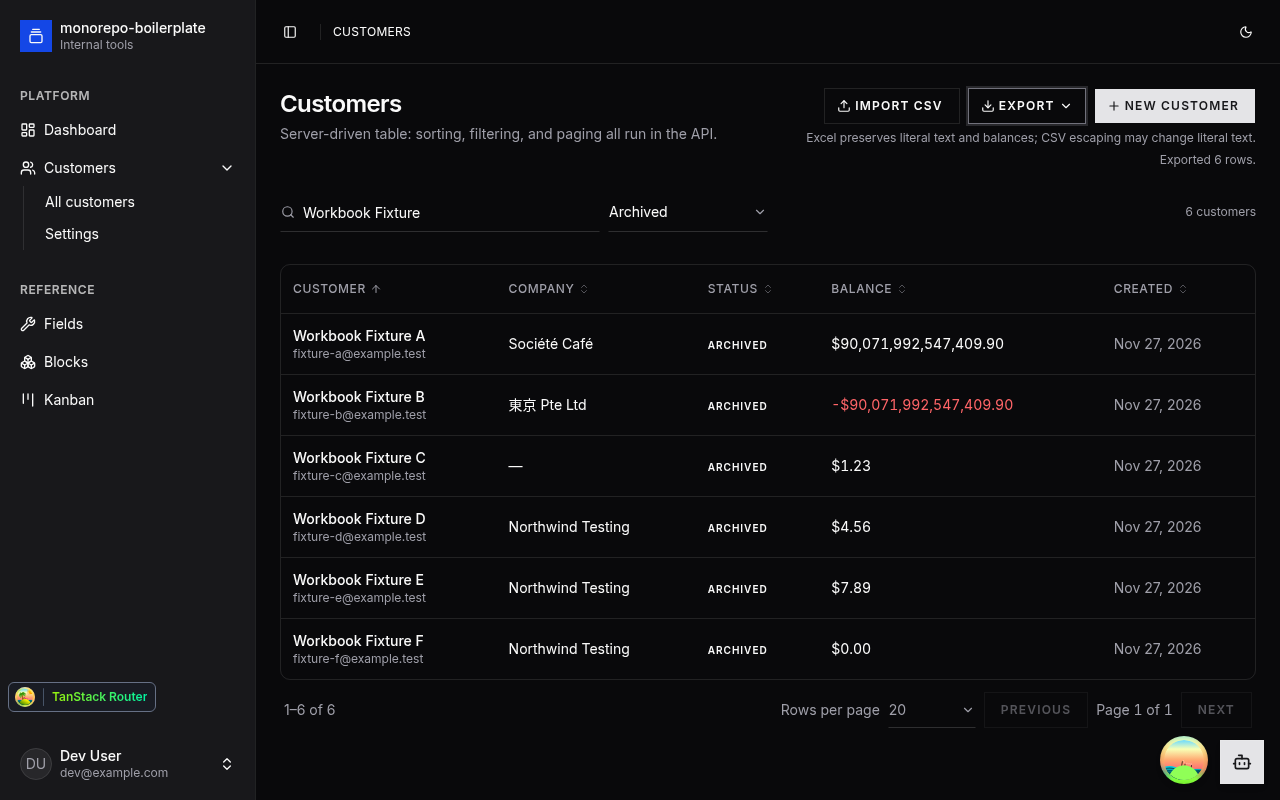 monorepo-boilerplate
Internal tools
PLATFORM
Dashboard
Customers
All customers
Settings
REFERENCE
Fields
Blocks
Kanban
TanStack Router
DU
Dev User
dev@example.com
CUSTOMERS
Customers
Server-driven table: sorting, filtering, and paging all run in the API.
IMPORT CSV
EXPORT
NEW CUSTOMER
Excel preserves literal text and balances; CSV escaping may change literal text.
Exported 6 rows.
Workbook Fixture
Archived
6 customers
CUSTOMER COMPANY STATUS BALANCE CREATED
Workbook Fixture A
fixture-a@example.test
Société Café ARCHIVED $90,071,992,547,409.90 Nov 27, 2026
Workbook Fixture B
fixture-b@example.test
東京 Pte Ltd ARCHIVED -$90,071,992,547,409.90 Nov 27, 2026
Workbook Fixture C
fixture-c@example.test
— ARCHIVED $1.23 Nov 27, 2026
Workbook Fixture D
fixture-d@example.test
Northwind Testing ARCHIVED $4.56 Nov 27, 2026
Workbook Fixture E
fixture-e@example.test
Northwind Testing ARCHIVED $7.89 Nov 27, 2026
Workbook Fixture F
fixture-f@example.test
Northwind Testing ARCHIVED $0.00 Nov 27, 2026
1–6 of 6
Rows per page 20
PREVIOUS
Page 1 of 1
NEXT